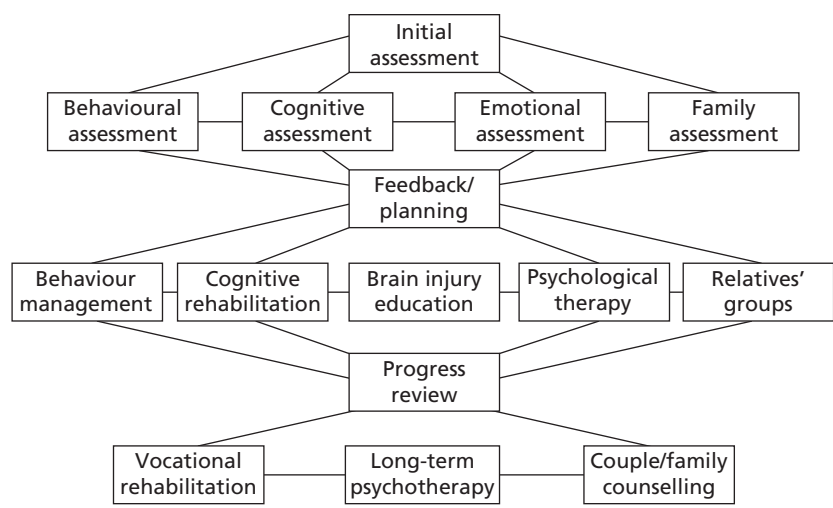 Initial
assessment
Behavioural
assessment
Cognitive
assessment
Emotional
assessment
Family
assessment
Feedback/
planning
Behaviour
management
Cognitive
rehabilitation
Brain injury
education
Psychological
therapy
Relatives’
groups
Progress
review
Vocational
rehabilitation
Long-term
psychotherapy
Couple/family
counselling